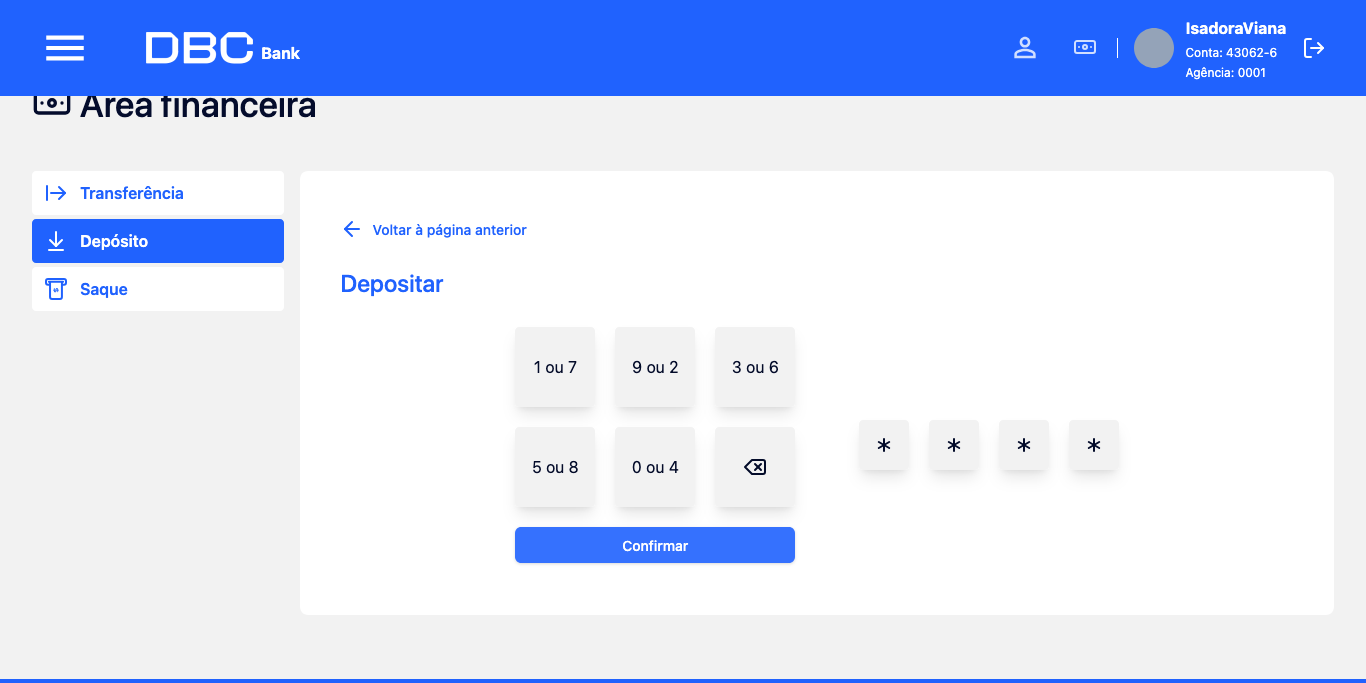 DBC Bank
IsadoraViana
Conta: 43062-6
Agência: 0001
Área financeira
Transferência
Depósito
Saque
Voltar à página anterior
Depositar
1 ou 7
9 ou 2
3 ou 6
5 ou 8
0 ou 4
* * * *
Confirmar